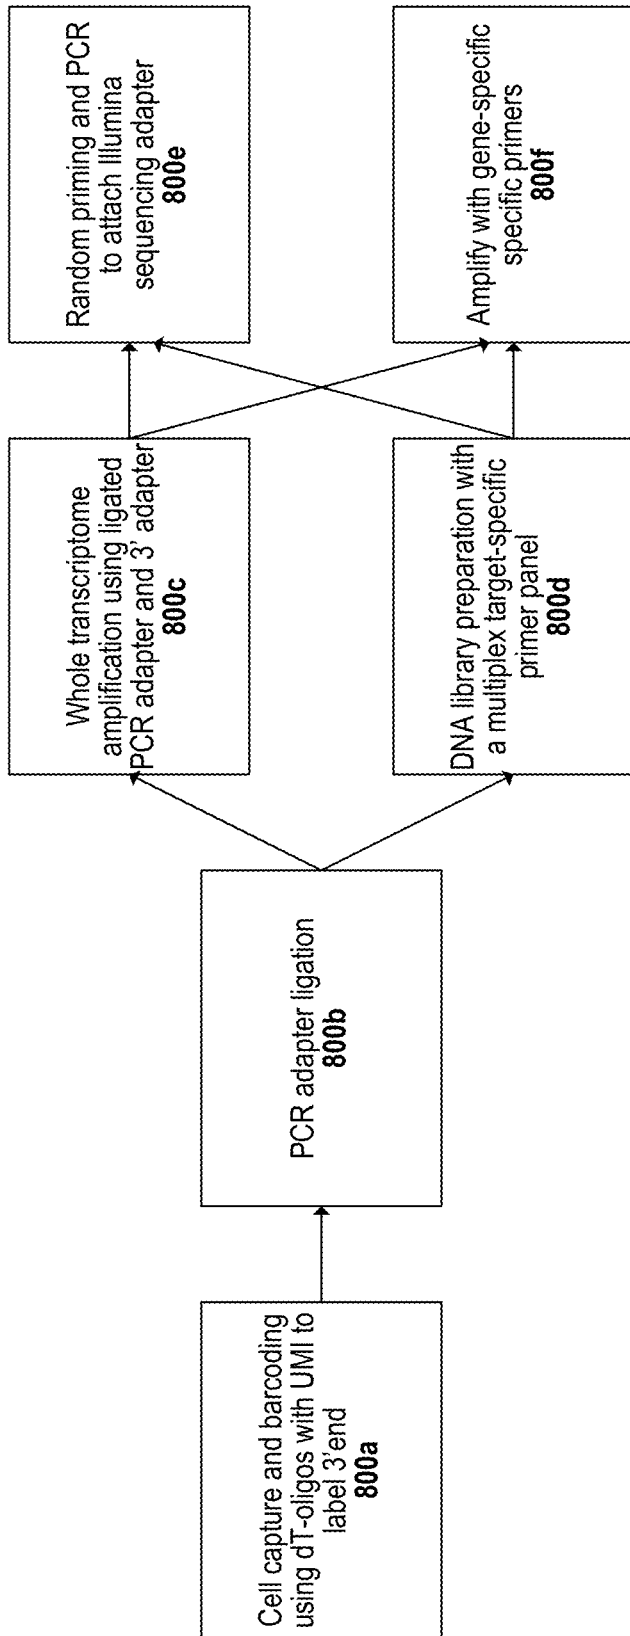 Cell capture and barcoding
using dT-oligos with UMI to
label 3'end
800a
PCR adapter ligation
800b
Whole transcriptome
amplification using ligated
PCR adapter and 3' adapter
800c
DNA library preparation with
a multiplex target-specific
primer panel
800d
Random priming and PCR
to attach Illumina
sequencing adapter
800e
Amplify with gene-specific
specific primers
800f